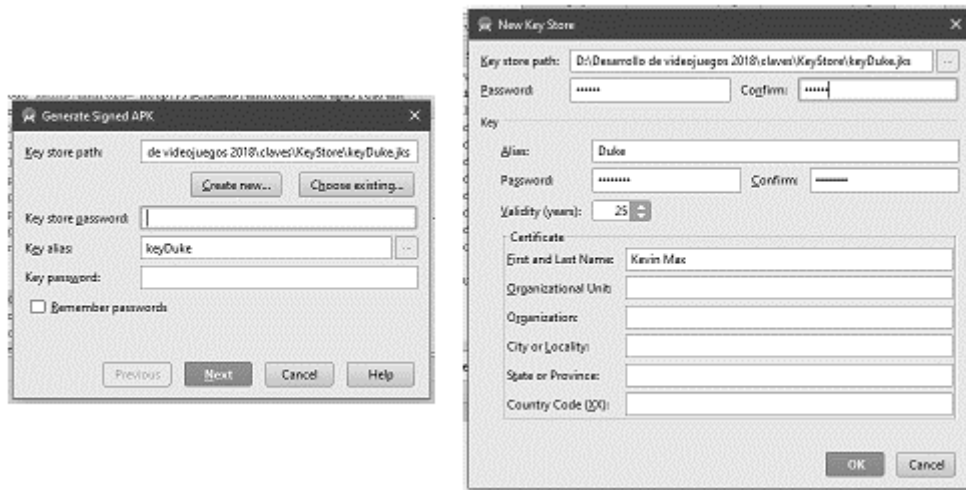 Generate Signed APK
Key store path: de videojuegos 2018\claves\KeyStore\keyDuke.jks
Create new... Choose existing...
Key store password:
Key alias: keyDuke
Key password:
Remember passwords
Previous Next Cancel Help
New Key Store
Key store path: D:\Desarrollo de videojuegos 2018\claves\KeyStore\keyDuke.jks
Password: •••••• Confirm: ••••••
Key
Alias: Duke
Password: •••••••• Confirm: ••••••••
Validity (years): 25
Certificate
First and Last Name: Kevin Max
Organizational Unit:
Organization:
City or Locality:
State or Province:
Country Code (XX):
OK Cancel